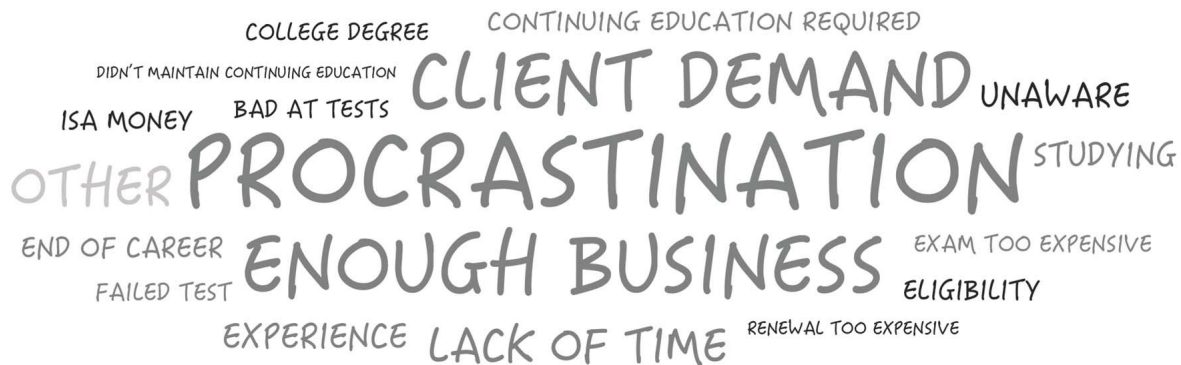 CONTINUING EDUCATION REQUIRED
COLLEGE DEGREE
DIDN'T MAINTAIN CONTINUING EDUCATION
CLIENT DEMAND
UNAWARE
ISA MONEY
BAD AT TESTS
OTHER
PROCRASTINATION
STUDYING
END OF CAREER
ENOUGH BUSINESS
EXAM TOO EXPENSIVE
FAILED TEST
ELIGIBILITY
EXPERIENCE
LACK OF TIME
RENEWAL TOO EXPENSIVE